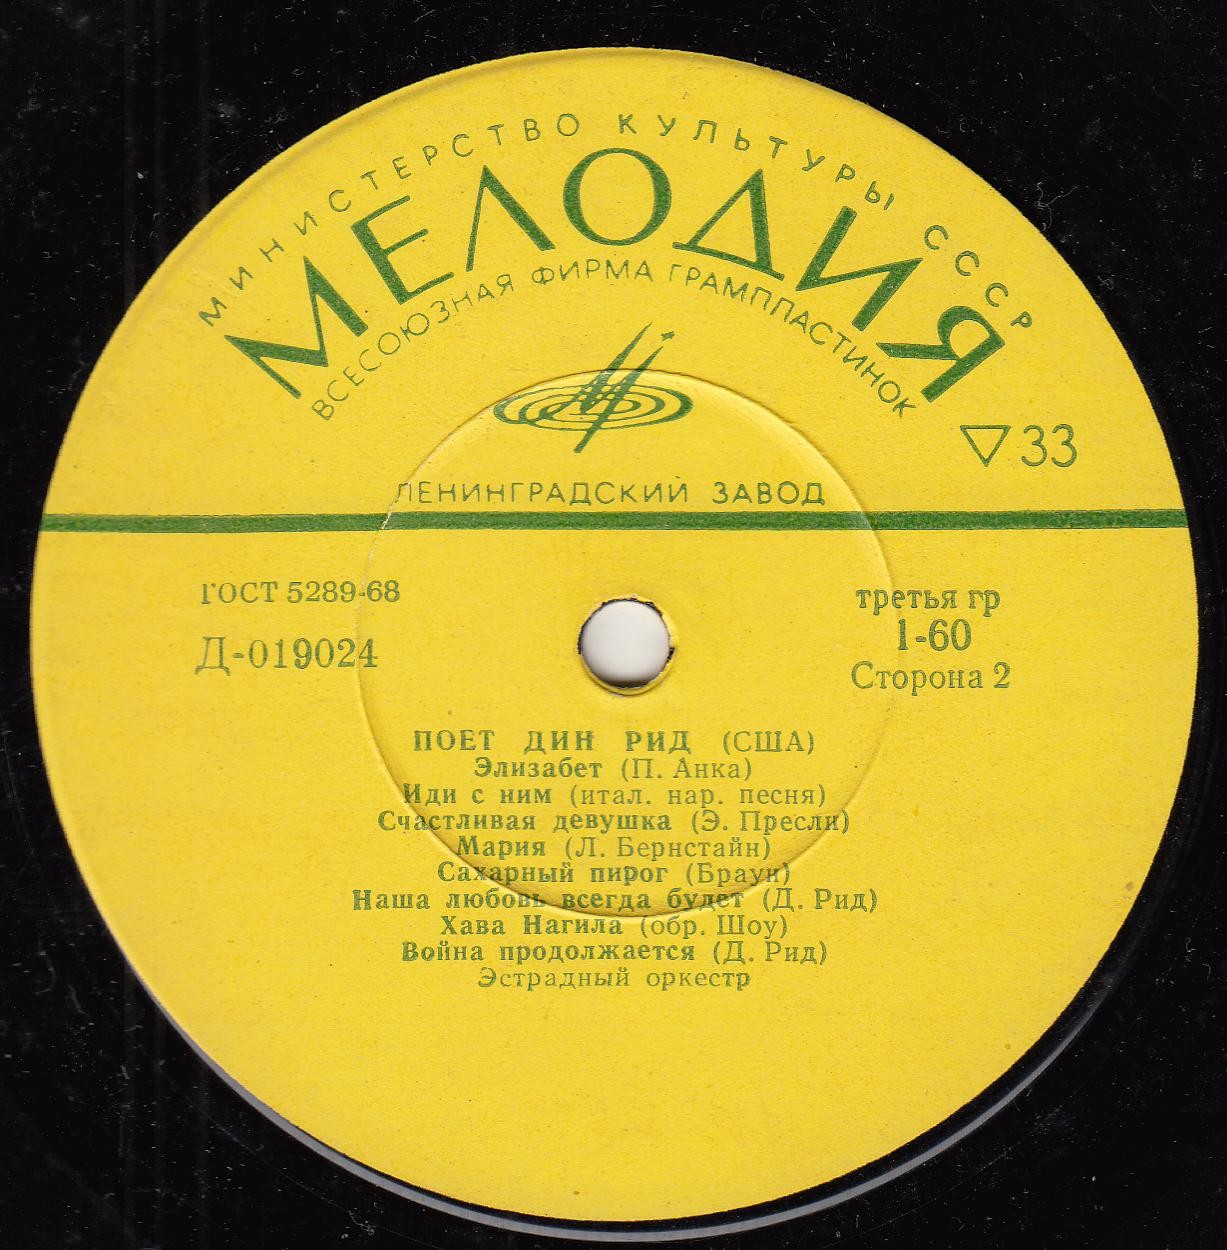 МИНИСТЕРСТВО КУЛЬТУРЫ СССР
МЕЛОДИЯ
ВСЕСОЮЗНАЯ ФИРМА ГРАМПЛАСТИНОК
33
ЛЕНИНГРАДСКИЙ ЗАВОД
ГОСТ 5289-68
третья гр
Д-019024
1-60
Сторона 2
ПОЕТ ДИН РИД (США)
Элизабет (П. Анка)
Иди с ним (итал. нар. песня)
Счастливая девушка (Э. Пресли)
Мария (Л. Бернстайн)
Сахарный пирог (Браун)
Наша любовь всегда будет (Д. Рид)
Хава Нагила (обр. Шоу)
Война продолжается (Д. Рид)
Эстрадный оркестр